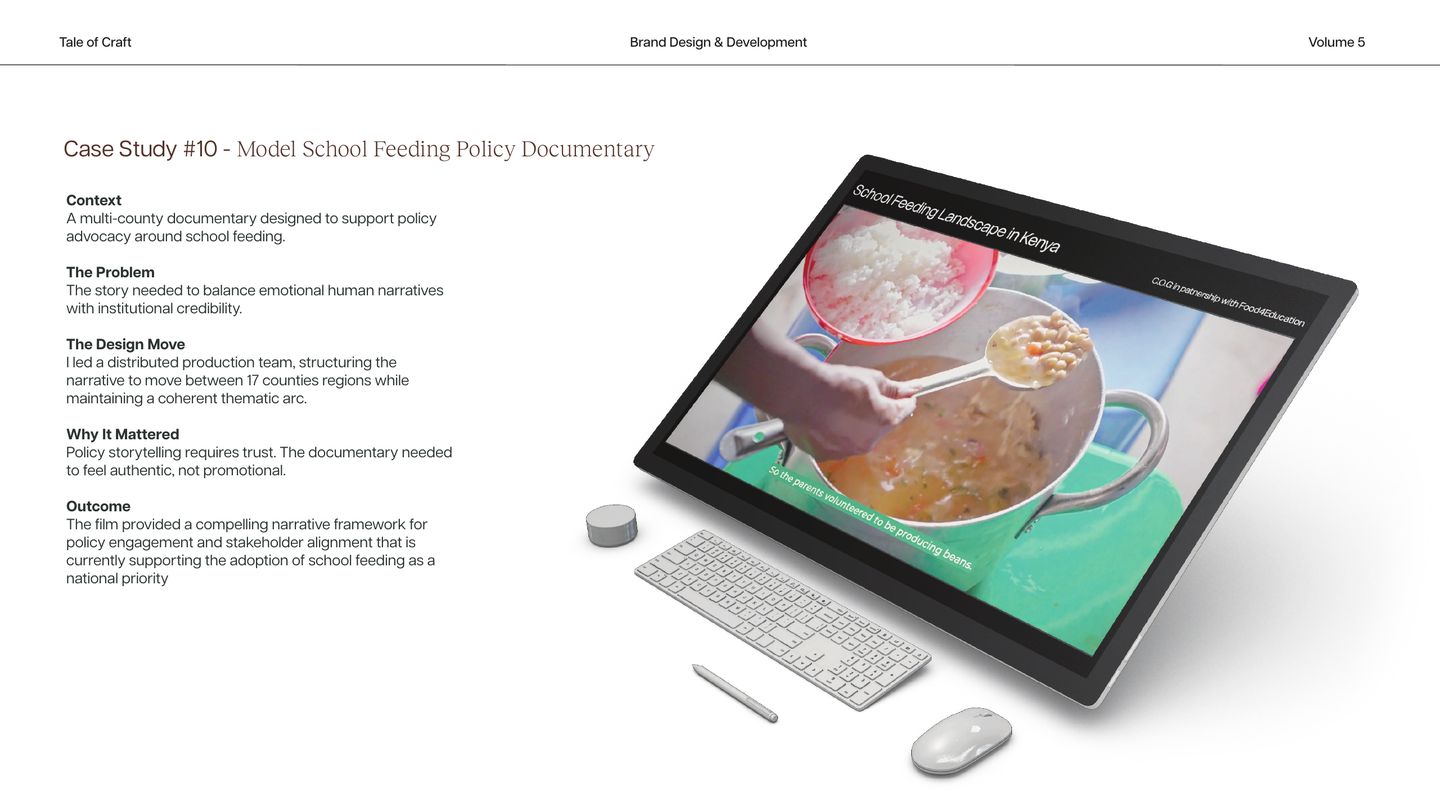 Tale of Craft
Brand Design & Development
Volume 5
Case Study #10 - Model School Feeding Policy Documentary
Context
A multi-county documentary designed to support policy
advocacy around school feeding.
The Problem
The story needed to balance emotional human narratives
with institutional credibility.
The Design Move
I led a distributed production team, structuring the
narrative to move between 17 counties regions while
maintaining a coherent thematic arc.
Why It Mattered
Policy storytelling requires trust. The documentary needed
to feel authentic, not promotional.
Outcome
The film provided a compelling narrative framework for
policy engagement and stakeholder alignment that is
currently supporting the adoption of school feeding as a
national priority
School Feeding Landscape in Kenya
C.O.G in patnership with Food4Education
So the parents volunteered to be producing beans.